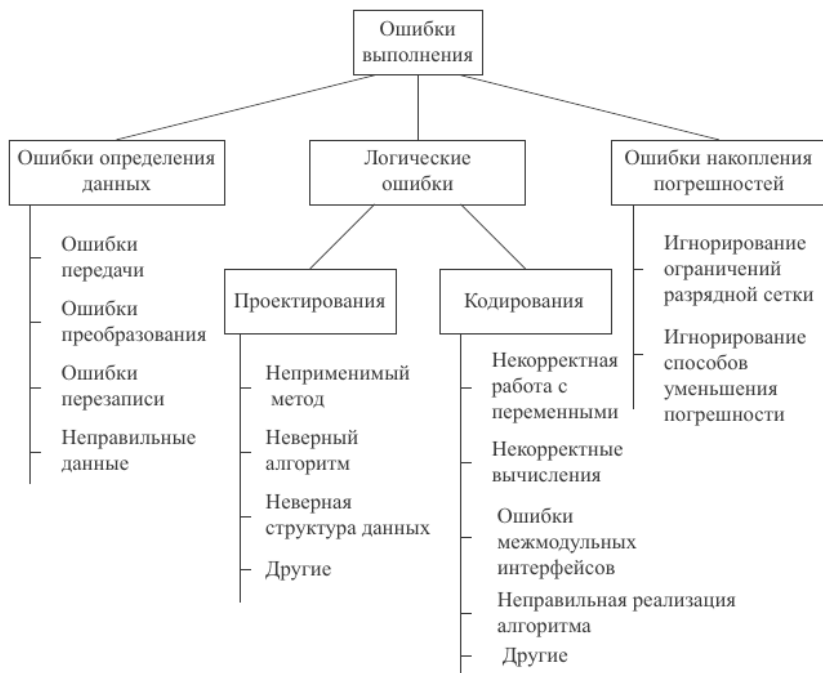 Ошибки
выполнения
Ошибки определения
данных
Логические
ошибки
Ошибки накопления
погрешностей
Ошибки
передачи
Ошибки
преобразования
Ошибки
перезаписи
Неправильные
данные
Проектирования
Неприменимый
метод
Неверный
алгоритм
Неверная
структура данных
Другие
Кодирования
Некорректная
работа с
переменными
Некорректные
вычисления
Ошибки
межмодульных
интерфейсов
Неправильная реализация
алгоритма
Другие
Игнорирование
ограничений
разрядной сетки
Игнорирование
способов
уменьшения
погрешности